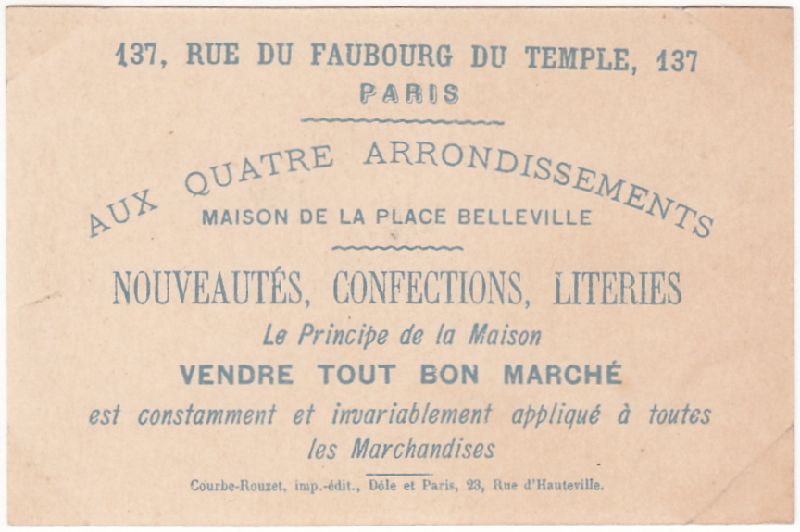 137, RUE DU FAUBOURG DU TEMPLE, 137
PARIS
AUX QUATRE ARRONDISSEMENTS
MAISON DE LA PLACE BELLEVILLE
NOUVEAUTÉS, CONFECTIONS, LITERIES
Le Principe de la Maison
VENDRE TOUT BON MARCHÉ
est constamment et invariablement appliqué à toutes
les Marchandises
Courbe-Rouzet, imp.-édit., Dôle et Paris, 23, Rue d'Hauteville.